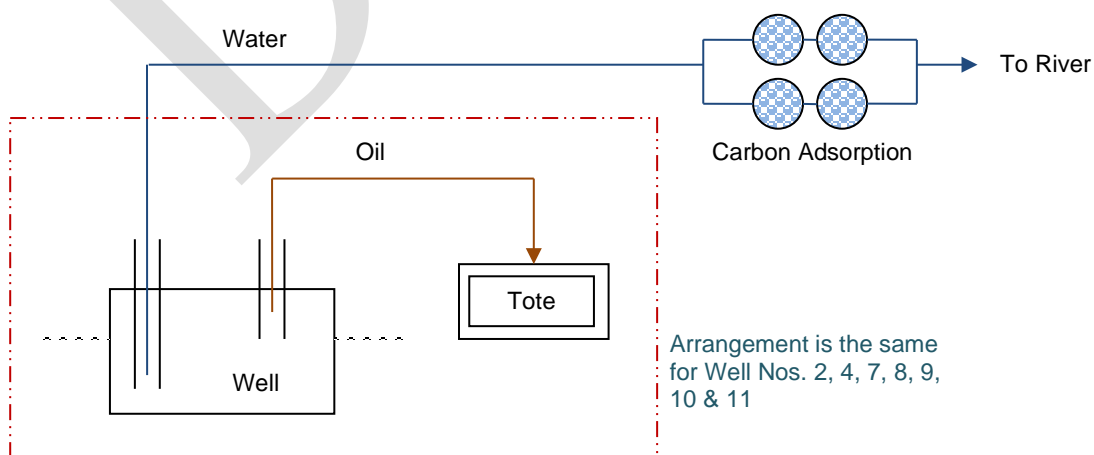 Water
To River
Carbon Adsorption
Oil
Tote
Well
Arrangement is the same
for Well Nos. 2, 4, 7, 8, 9,
10 & 11